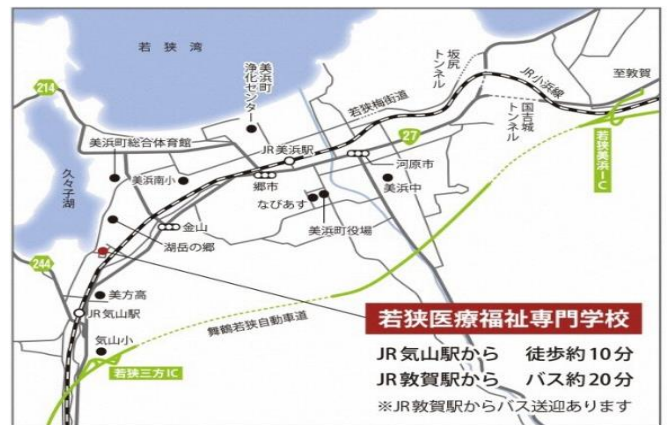 若狭湾
美浜町
浄化センター
坂尻
トンネル
JR小浜線
至敦賀
214
若狭梅街道
国吉城
トンネル
27
若狭美浜IC
美浜町総合体育館
JR美浜駅
河原市
久々子湖
美浜南小
郷市
美浜中
なびあす
金山
美浜町役場
湖岳の郷
244
美方高
JR気山駅
舞鶴若狭自動車道
気山小
若狭三方IC
若狭医療福祉専門学校
JR気山駅から 徒歩約10分
JR敦賀駅から バス約20分
※JR敦賀駅からバス送迎あります